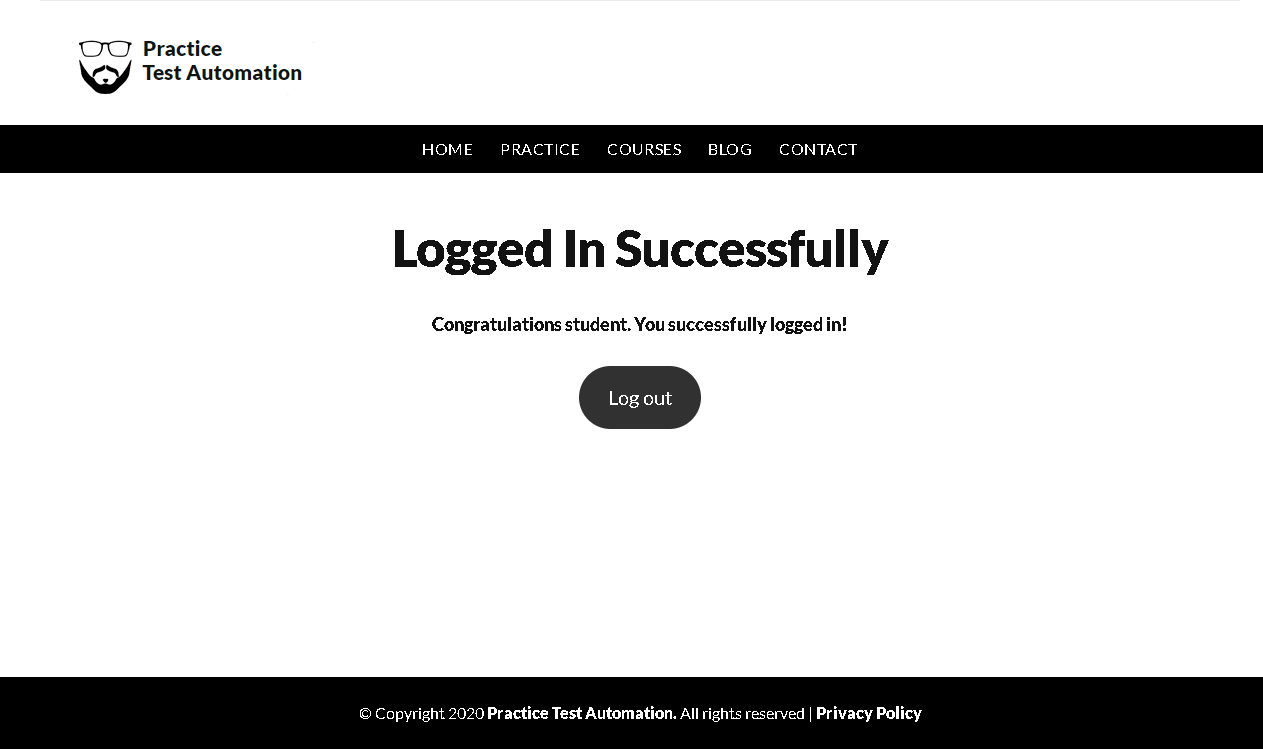 Practice
Test Automation
HOME PRACTICE COURSES BLOG CONTACT
Logged In Successfully
Congratulations student. You successfully logged in!
Log out
© Copyright 2020 Practice Test Automation. All rights reserved | Privacy Policy